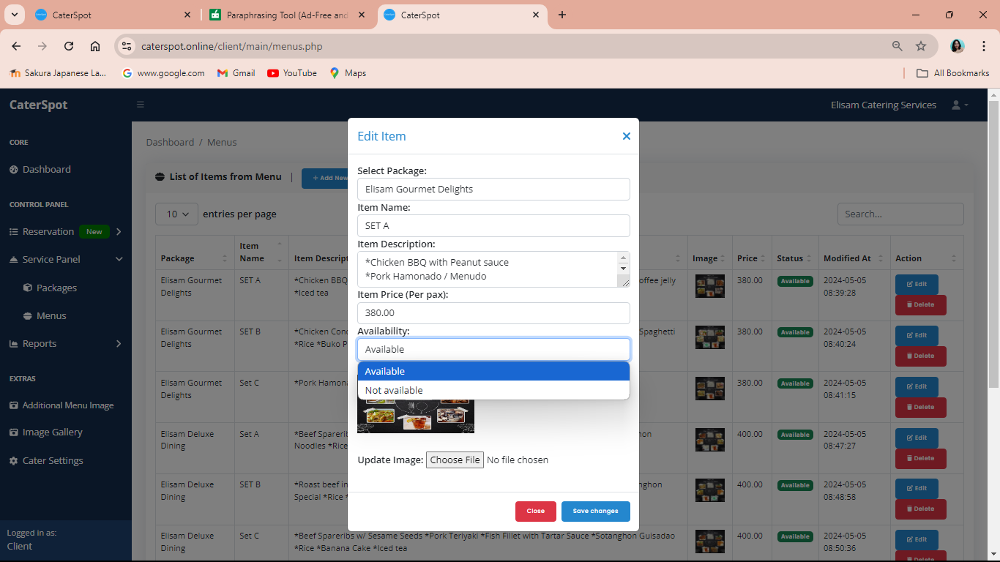 CaterSpot
Paraphrasing Tool (Ad-Free and
CaterSpot
caterspot.online/client/main/menus.php
Sakura Japanese La...
www.google.com
Gmail
YouTube
Maps
All Bookmarks
CaterSpot
Elisam Catering Services
CORE
Dashboard
CONTROL PANEL
Reservation New
Service Panel
Packages
Menus
Reports
EXTRAS
Additional Menu Image
Image Gallery
Cater Settings
Logged in as:
Client
Dashboard / Menus
List of Items from Menu | + Add New
10 entries per page
Search...
Package Item Name Item Descript Image Price Status Modified At Action
Elisam Gourmet Delights SET A *Chicken BBQ offee jelly *Iced tea 380.00 Available 2024-05-05 08:39:28 Edit Delete
Elisam Gourmet Delights SET B *Chicken Cond Spaghetti *Rice *Buko P 380.00 Available 2024-05-05 08:40:24 Edit Delete
Elisam Gourmet Delights Set C *Pork Hamona 380.00 Available 2024-05-05 08:41:15 Edit Delete
Elisam Deluxe Dining Set A *Beef Sparerib hon Noodles *Rice 400.00 Available 2024-05-05 08:47:27 Edit Delete
Elisam Deluxe Dining SET B *Roast beef in anghon Special *Rice 400.00 Available 2024-05-05 08:48:58 Edit Delete
Elisam Deluxe Dining Set C *Beef Spareribs w/ Sesame Seeds *Pork Teriyaki *Fish Fillet with Tartar Sauce *Sotanghon Guisadao *Rice *Banana Cake *Iced tea 400.00 Available 2024-05-05 08:50:36 Edit Delete
Edit Item
Select Package:
Elisam Gourmet Delights
Item Name:
SET A
Item Description:
*Chicken BBQ with Peanut sauce
*Pork Hamonado / Menudo
Item Price (Per pax):
380.00
Availability:
Available
Available
Not available
Update Image: Choose File No file chosen
Close
Save changes